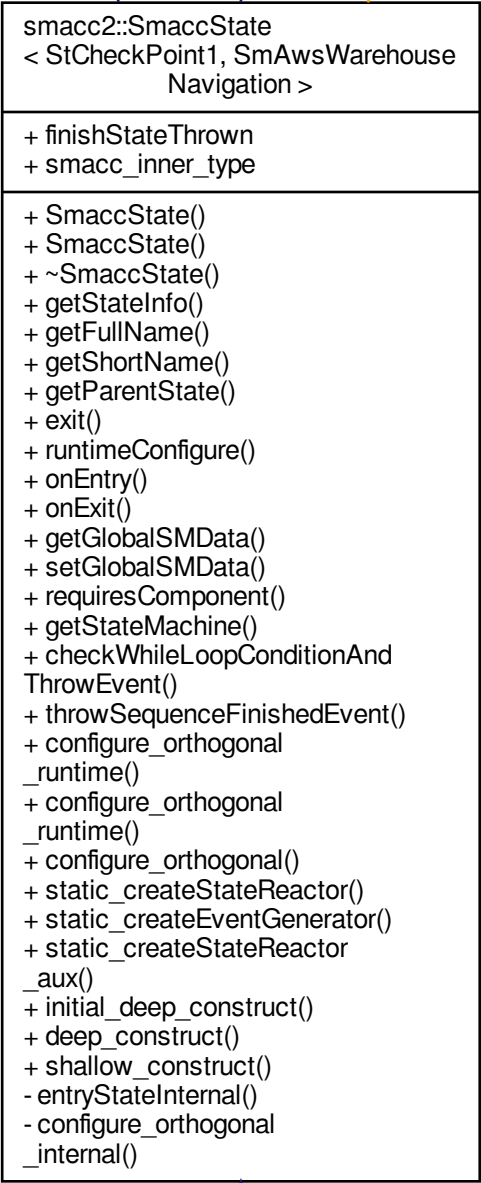 smacc2::SmaccState
< StCheckPoint1, SmAwsWarehouse
Navigation >
+ finishStateThrown
+ smacc_inner_type
+ SmaccState()
+ SmaccState()
+ ~SmaccState()
+ getStateInfo()
+ getFullName()
+ getShortName()
+ getParentState()
+ exit()
+ runtimeConfigure()
+ onEntry()
+ onExit()
+ getGlobalSMData()
+ setGlobalSMData()
+ requiresComponent()
+ getStateMachine()
+ checkWhileLoopConditionAnd
ThrowEvent()
+ throwSequenceFinishedEvent()
+ configure_orthogonal
_runtime()
+ configure_orthogonal
_runtime()
+ configure_orthogonal()
+ static_createStateReactor()
+ static_createEventGenerator()
+ static_createStateReactor
_aux()
+ initial_deep_construct()
+ deep_construct()
+ shallow_construct()
- entryStateInternal()
- configure_orthogonal
_internal()